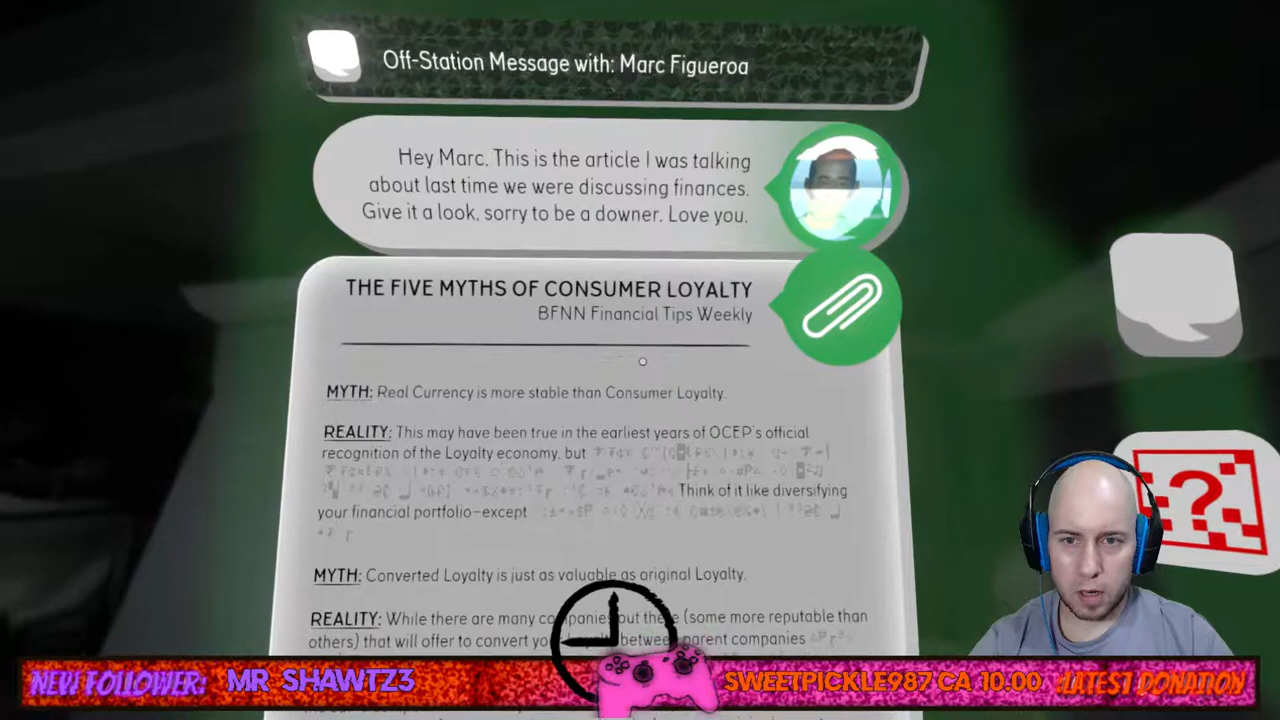 Off-Station Message with: Marc Figueroa
Hey Marc. This is the article I was talking
about last time we were discussing finances.
Give it a look, sorry to be a downer. Love you.
THE FIVE MYTHS OF CONSUMER LOYALTY
BFNN Financial Tips Weekly
MYTH: Real Currency is more stable than Consumer Loyalty.
REALITY: This may have been true in the earliest years of OCEP's official
recognition of the Loyalty economy, but
Think of it like diversifying
your financial portfolio—except
MYTH: Converted Loyalty is just as valuable as original Loyalty.
REALITY: While there are many companies out there (some more reputable than
others) that will offer to convert your between parent companies
?
NEW FOLLOWER: MR SHAWTZ3 SWEETPICKLE987 CA 10.00 :LATEST DONATION